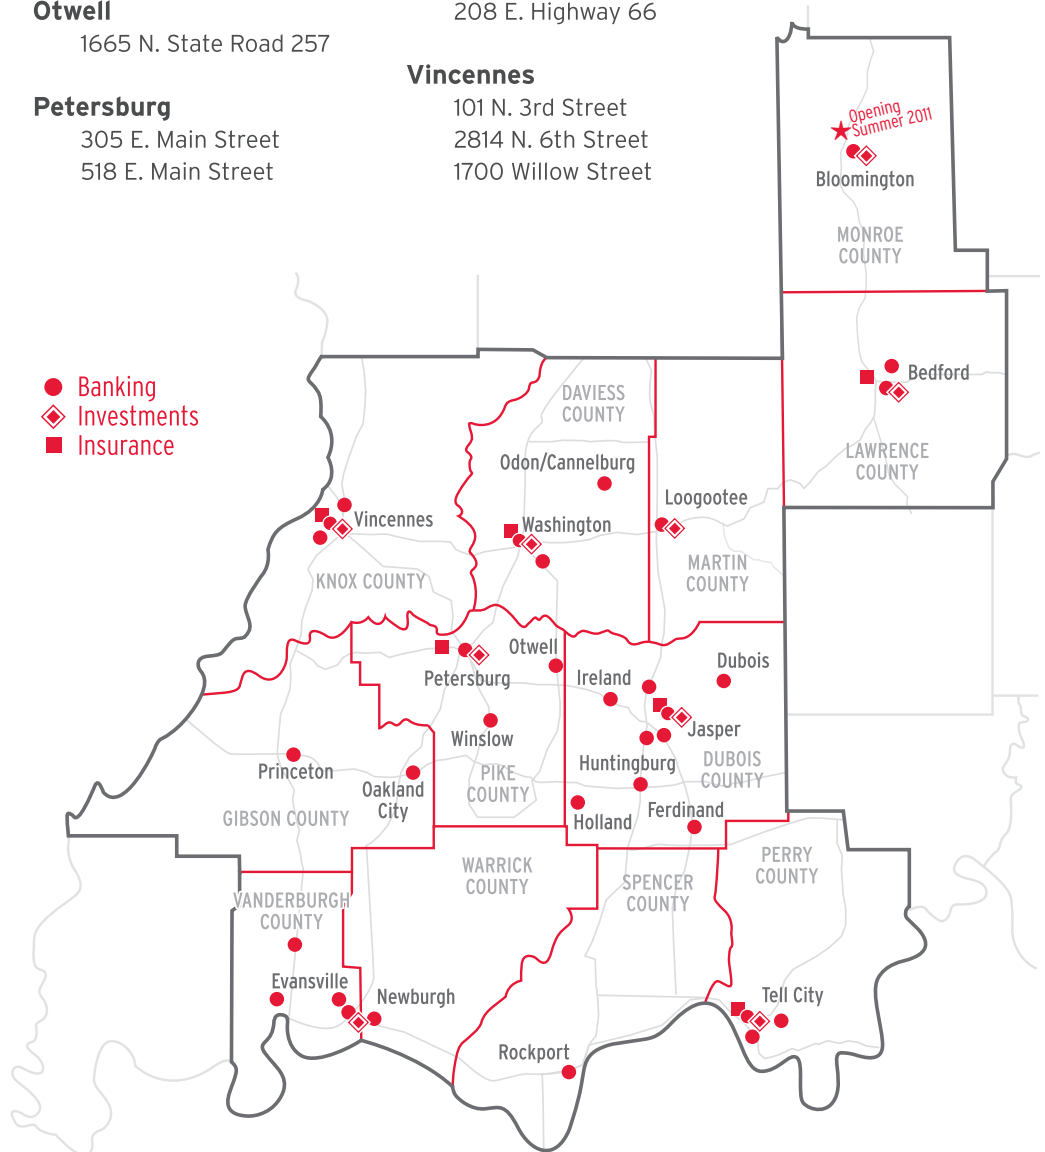 Otwell
1665 N. State Road 257
Petersburg
305 E. Main Street
518 E. Main Street
208 E. Highway 66
Vincennes
101 N. 3rd Street
2814 N. 6th Street
1700 Willow Street
Opening
Summer 2011
Bloomington
MONROE
COUNTY
Banking
Investments
Insurance
Bedford
LAWRENCE
COUNTY
DAVIESS
COUNTY
Odon/Cannelburg
Loogootee
Vincennes
Washington
MARTIN
COUNTY
KNOX COUNTY
Otwell
Petersburg
Ireland
Dubois
Winslow
Jasper
Princeton
Huntingburg
DUBOIS
COUNTY
PIKE
COUNTY
Oakland
City
GIBSON COUNTY
Holland
Ferdinand
WARRICK
COUNTY
SPENCER
COUNTY
PERRY
COUNTY
VANDERBURGH
COUNTY
Evansville
Newburgh
Tell City
Rockport